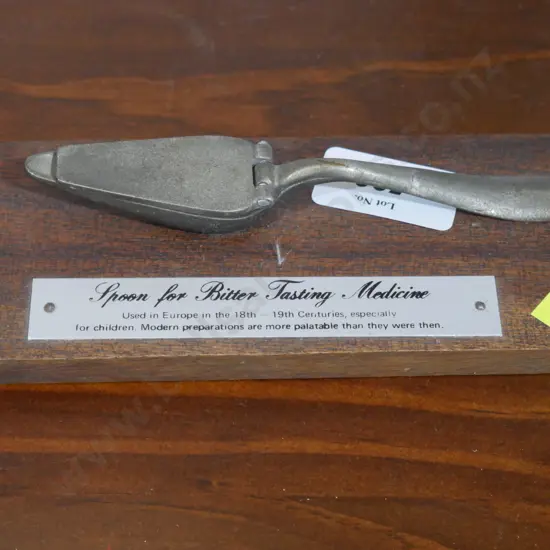 Lot No.
Spoon for Bitter Tasting Medicine
Used in Europe in the 18th – 19th Centuries, especially
for children. Modern preparations are more palatable than they were then.